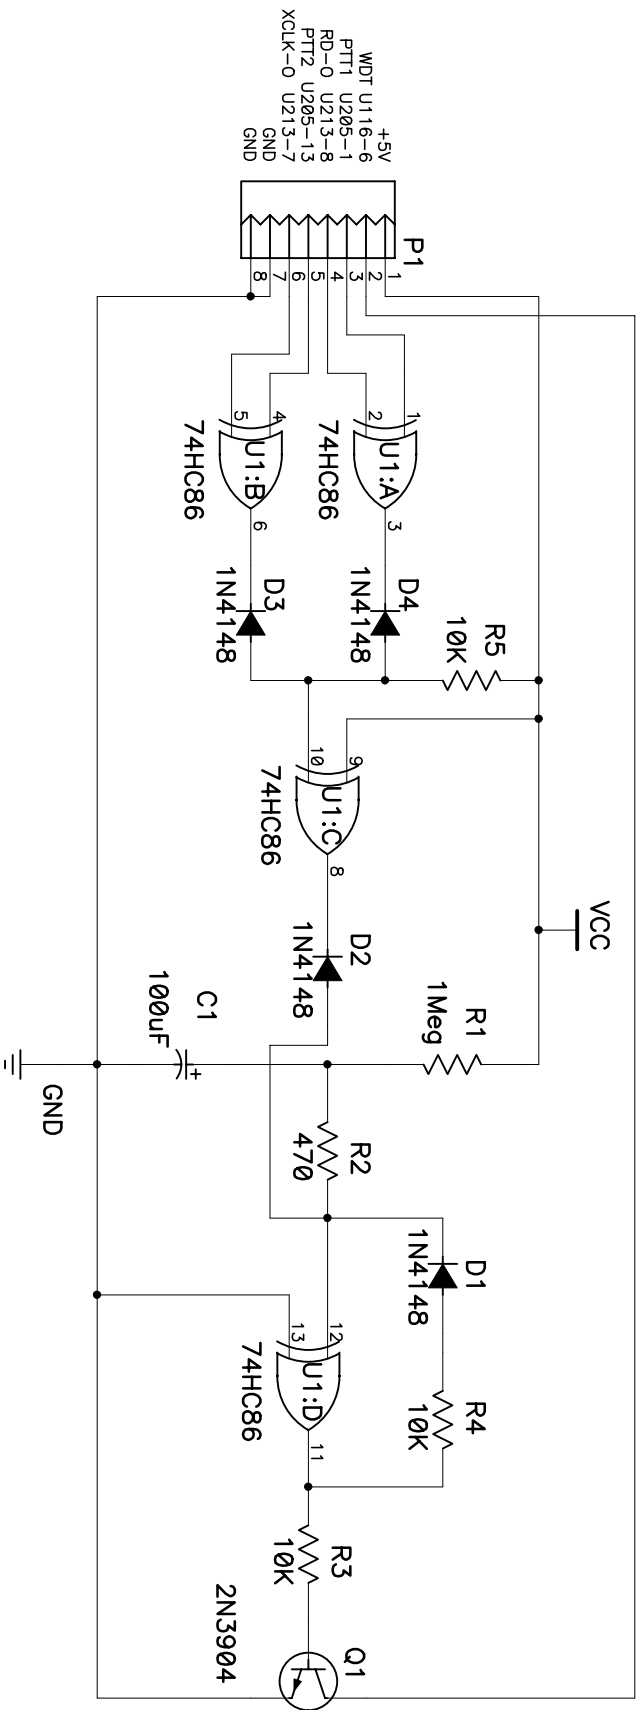 +5V
WDT U116-6
PTT1 U205-1
RD-O U213-8
PTT2 U205-13
XCLK-O U213-7
GND
GND
P1
1
2
3
4
5
6
7
8
1
2
U1:A
3
74HC86
4
5
U1:B
6
74HC86
D4
1N4148
D3
1N4148
R5
10K
9
10
U1:C
8
74HC86
VCC
D2
1N4148
R1
1Meg
C1
+
100uF
GND
R2
470
D1
1N4148
12
13
U1:D
11
74HC86
R4
10K
R3
10K
Q1
2N3904